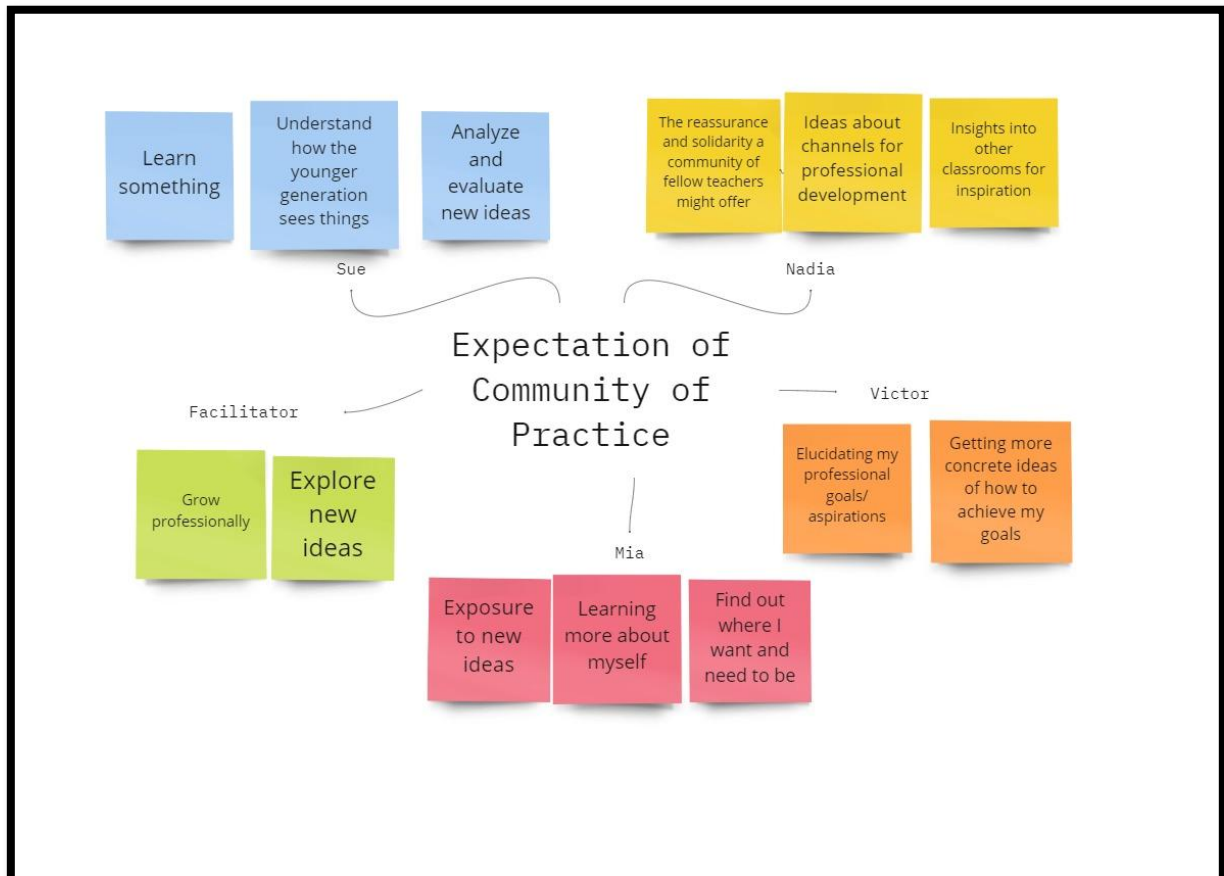 Learn
something
Understand
how the
younger
generation
sees things
Analyze
and
evaluate
new ideas
Sue
The reassurance
and solidarity a
community of
fellow teachers
might offer
Ideas about
channels for
professional
development
Insights into
other
classrooms for
inspiration
Nadia
Expectation of
Community of
Practice
Facilitator
Grow
professionally
Explore
new
ideas
Victor
Elucidating my
professional
goals/
aspirations
Getting more
concrete ideas
of how to
achieve my
goals
Mia
Exposure
to new
ideas
Learning
more about
myself
Find out
where I
want and
need to be